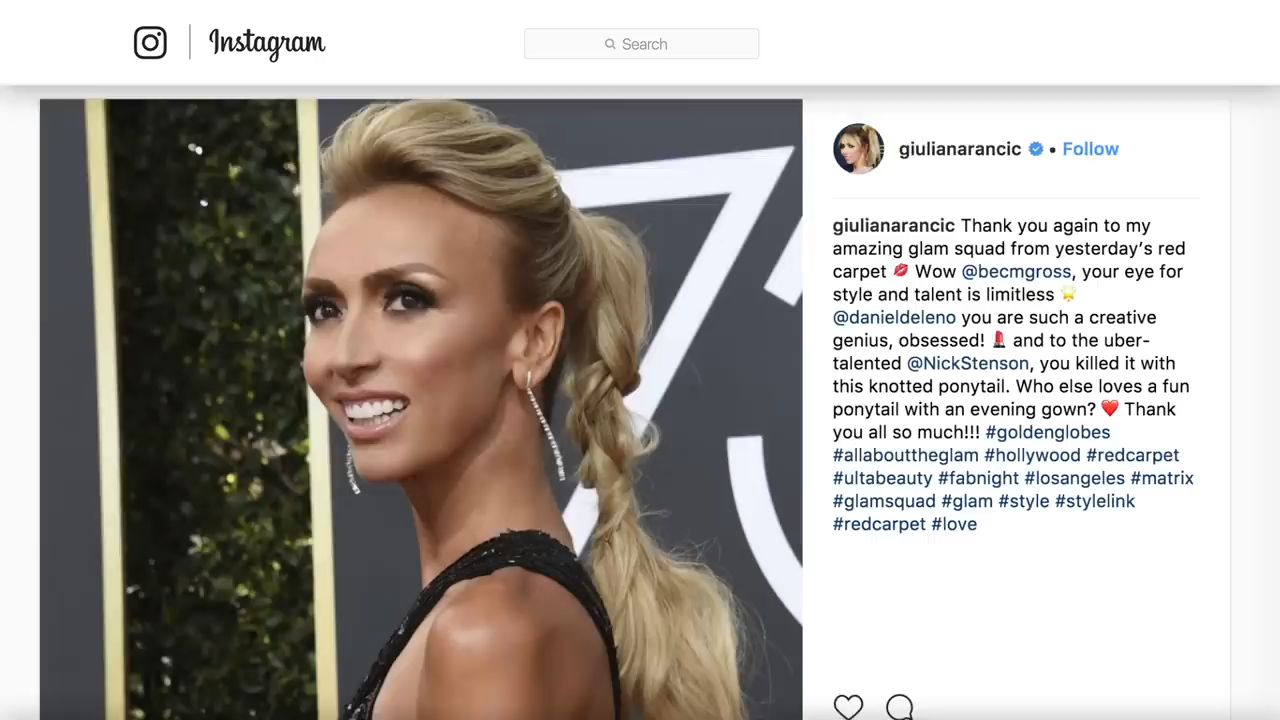 Instagram
Search
giulianarancic • Follow
giulianarancic Thank you again to my
amazing glam squad from yesterday's red
carpet 💋 Wow @becmgross, your eye for
style and talent is limitless 🌟
@danieldeleno you are such a creative
genius, obsessed! 💄 and to the uber-
talented @NickStenson, you killed it with
this knotted ponytail. Who else loves a fun
ponytail with an evening gown? ❤️ Thank
you all so much!!! #goldenglobes
#allabouttheglam #hollywood #redcarpet
#ultabeauty #fabnight #losangeles #matrix
#glamsquad #glam #style #stylelink
#redcarpet #love
7